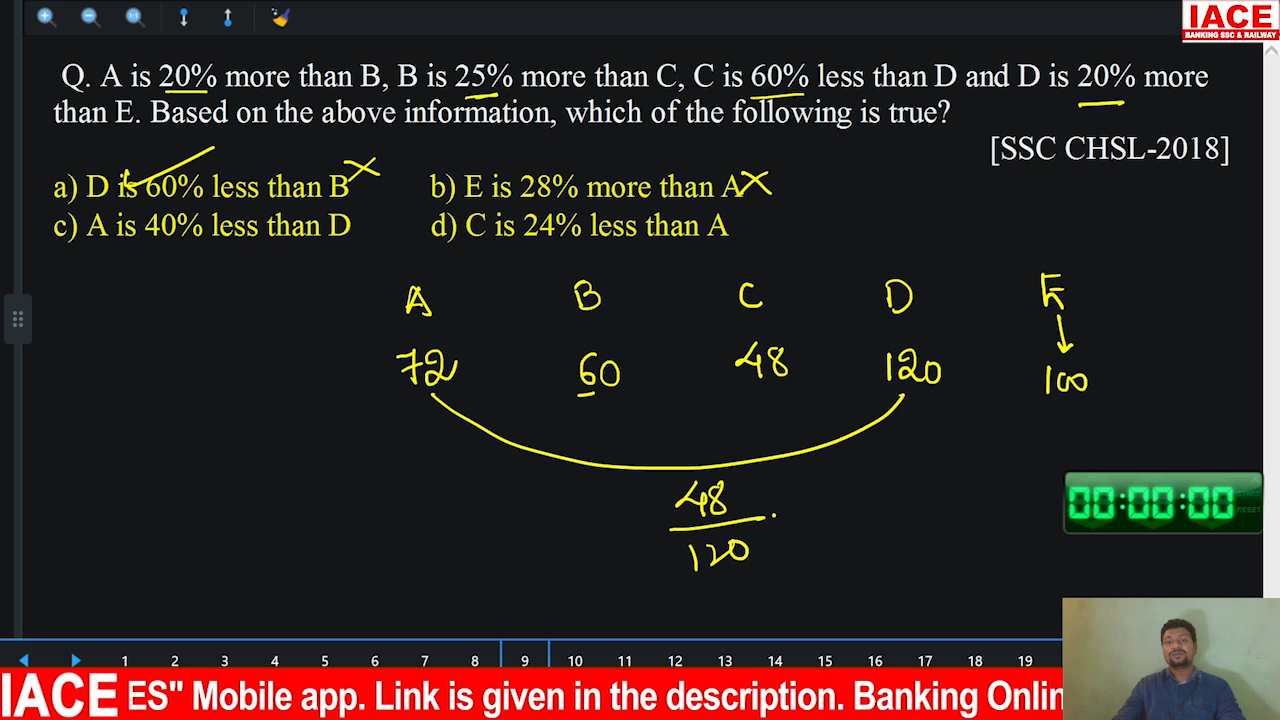 IACE
BANKING SSC & RAILWAY
Q. A is 20% more than B, B is 25% more than C, C is 60% less than D and D is 20% more
than E. Based on the above information, which of the following is true?
[SSC CHSL-2018]
a) D is 60% less than B
b) E is 28% more than A
c) A is 40% less than D
d) C is 24% less than A
A B C D E
72 60 48 120 100
48
120
00:00:00
RESET
1 2 3 4 5 6 7 8 9 10 11 12 13 14 15 16 17 18 19
IACE ES" Mobile app. Link is given in the description. Banking Onlin